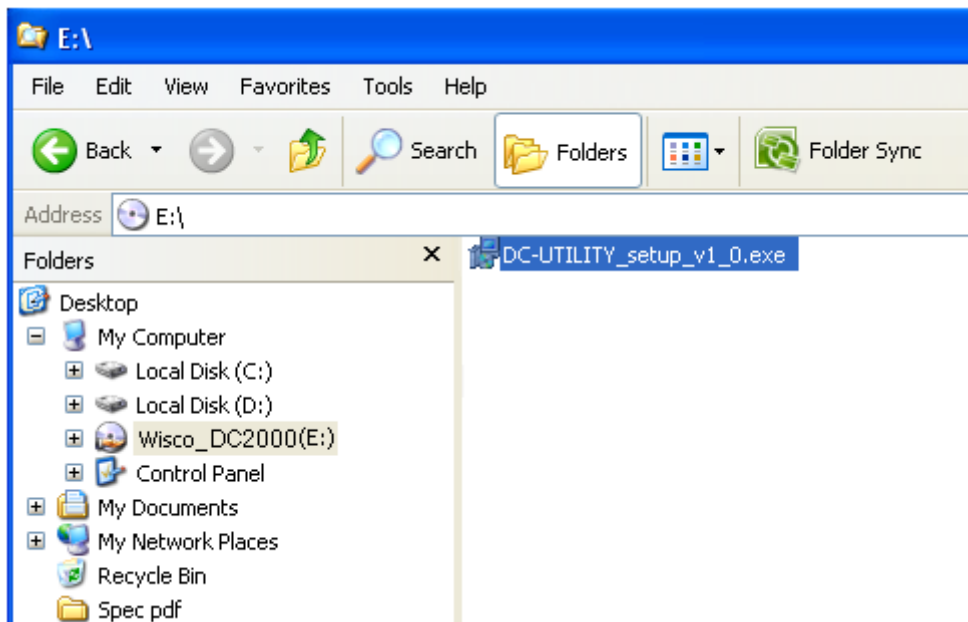 E:\
File Edit View Favorites Tools Help
Back Search Folders Folder Sync
Address E:\
Folders
DC-UTILITY_setup_v1_0.exe
Desktop
My Computer
Local Disk (C:)
Local Disk (D:)
Wisco_DC2000(E:)
Control Panel
My Documents
My Network Places
Recycle Bin
Spec pdf